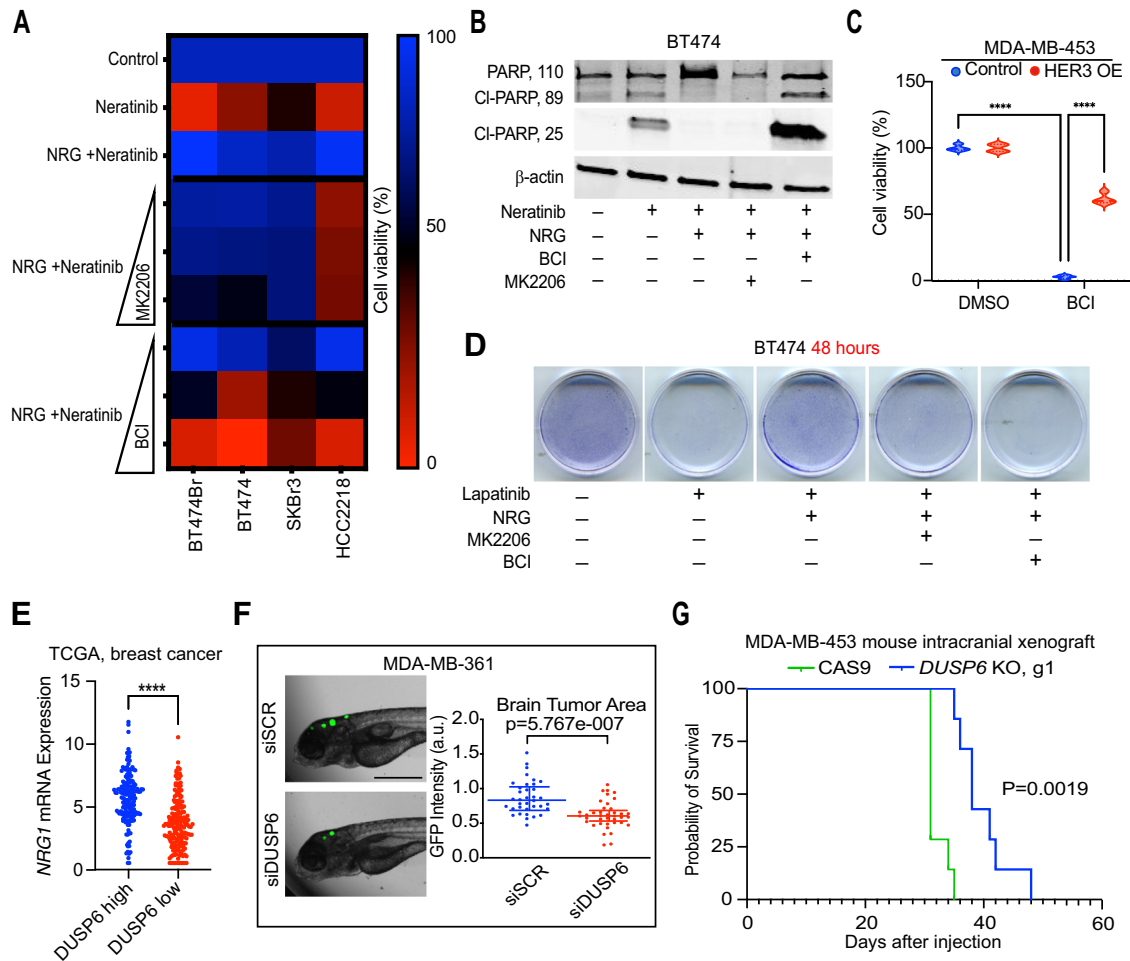 A
Control
Neratinib
NRG +Neratinib
NRG +Neratinib
MK2206
NRG +Neratinib
BCI
BT474Br
BT474
SKBr3
HCC2218
100
50
0
Cell viability (%)
B
BT474
PARP, 110
Cl-PARP, 89
Cl-PARP, 25
β-actin
Neratinib – + + + +
NRG – – + + +
BCI – – – – +
MK2206 – – – + –
C
MDA-MB-453
Control HER3 OE
Cell viability (%)
150
100
50
0
**** ****
DMSO BCI
D
BT474 48 hours
Lapatinib – + + + +
NRG – – + + +
MK2206 – – – + –
BCI – – – – +
E
TCGA, breast cancer
NRG1 mRNA Expression
15
10
5
0
****
DUSP6 high
DUSP6 low
F
MDA-MB-361
siSCR
siDUSP6
Brain Tumor Area
p=5.767e-007
GFP Intensity (a.u.)
2.0
1.5
1.0
0.5
0.0
siSCR
siDUSP6
G
MDA-MB-453 mouse intracranial xenograft
CAS9 DUSP6 KO, g1
Probability of Survival
100
75
50
25
0
P=0.0019
0 20 40 60
Days after injection